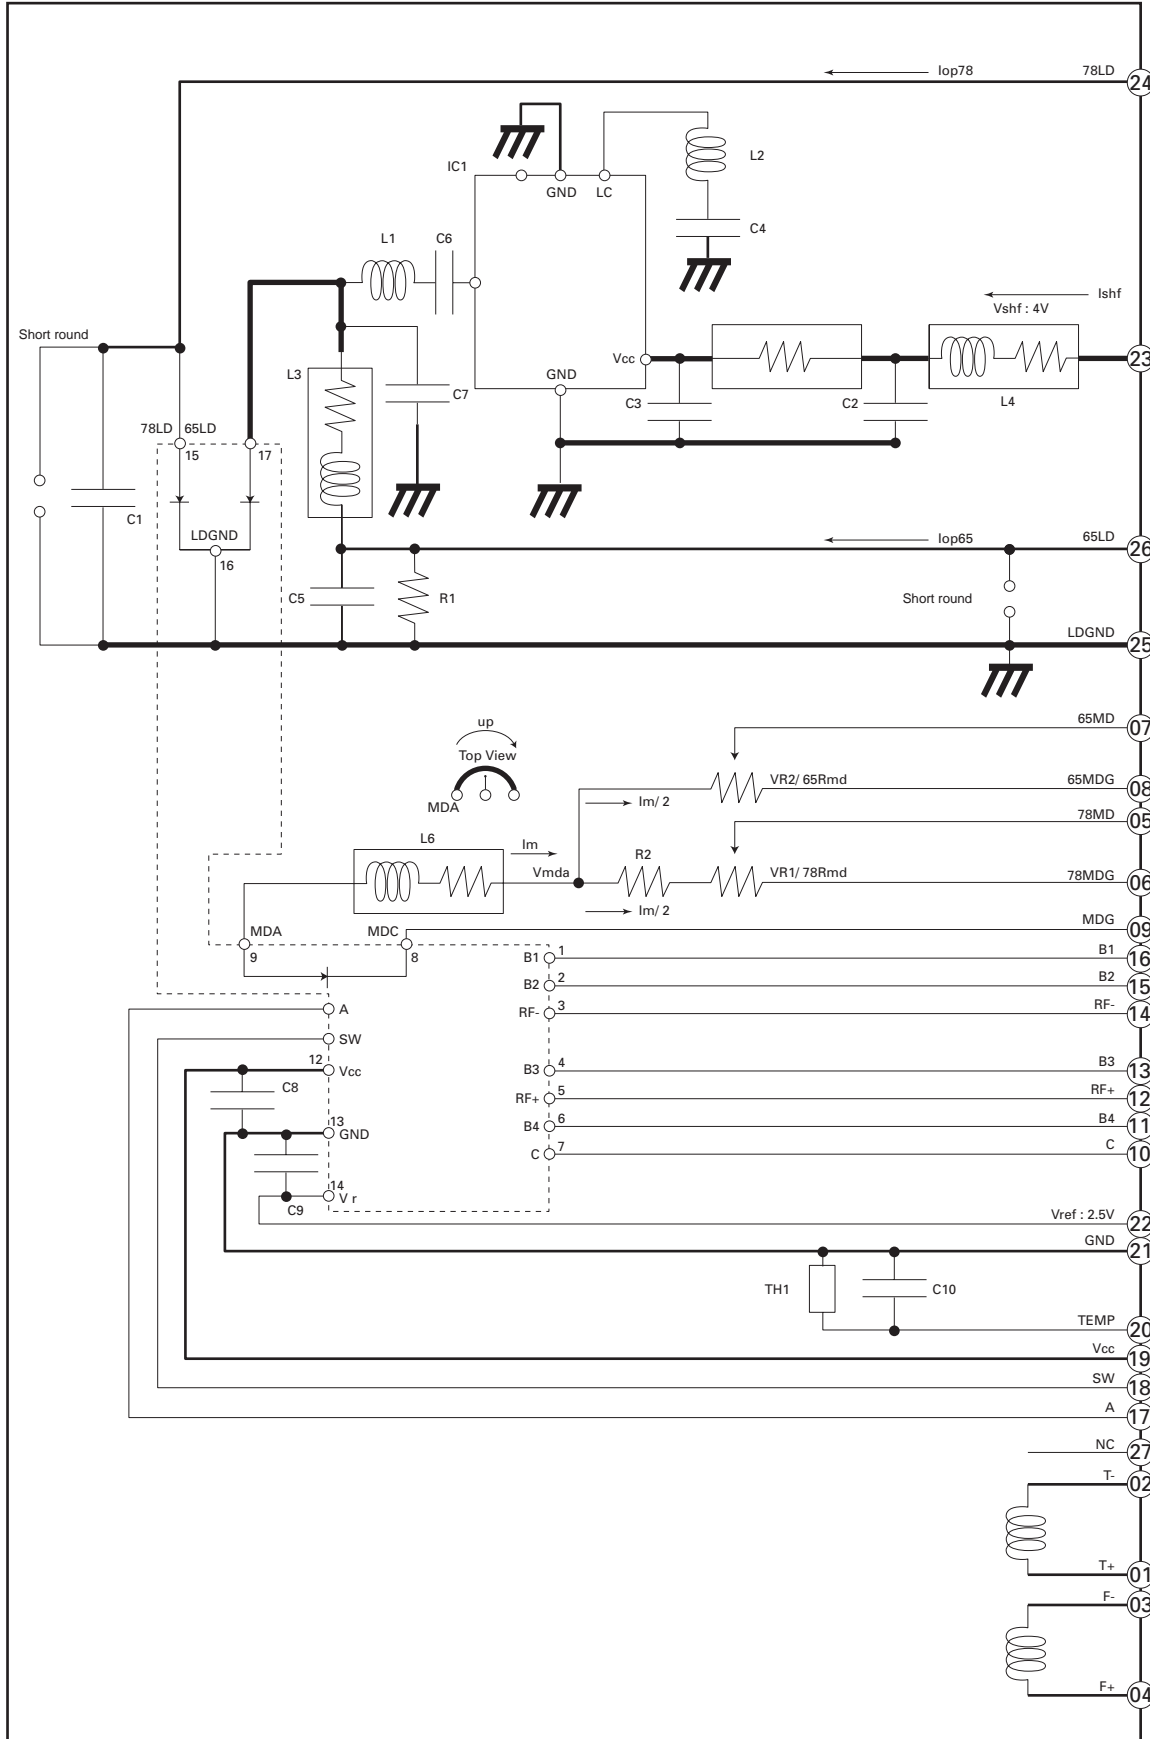 Iop78 78LD 24
IC1 GND LC L2
C4
L1 C6
Ishf
Vshf : 4V
Short round
Vcc 23
L3 GND
C7 C3 C2 L4
78LD 65LD
15 17
C1
LDGND
16
Iop65 65LD 26
C5 R1 Short round
LDGND 25
65MD 07
up
Top View
MDA
VR2/ 65Rmd 65MDG 08
Im/ 2
78MD 05
L6 Im R2
Vmda VR1/ 78Rmd 78MDG 06
Im/ 2
MDA MDC MDG 09
9 8
B1 1 B1 16
B2 2 B2 15
A RF- 3 RF- 14
SW
12 Vcc B3 4 B3 13
C8 RF+ 5 RF+ 12
13 GND B4 6 B4 11
C 7 C 10
14 V r
C9
Vref : 2.5V 22
GND 21
TH1 C10
TEMP 20
Vcc 19
SW 18
A 17
NC 27
T- 02
T+ 01
F- 03
F+ 04